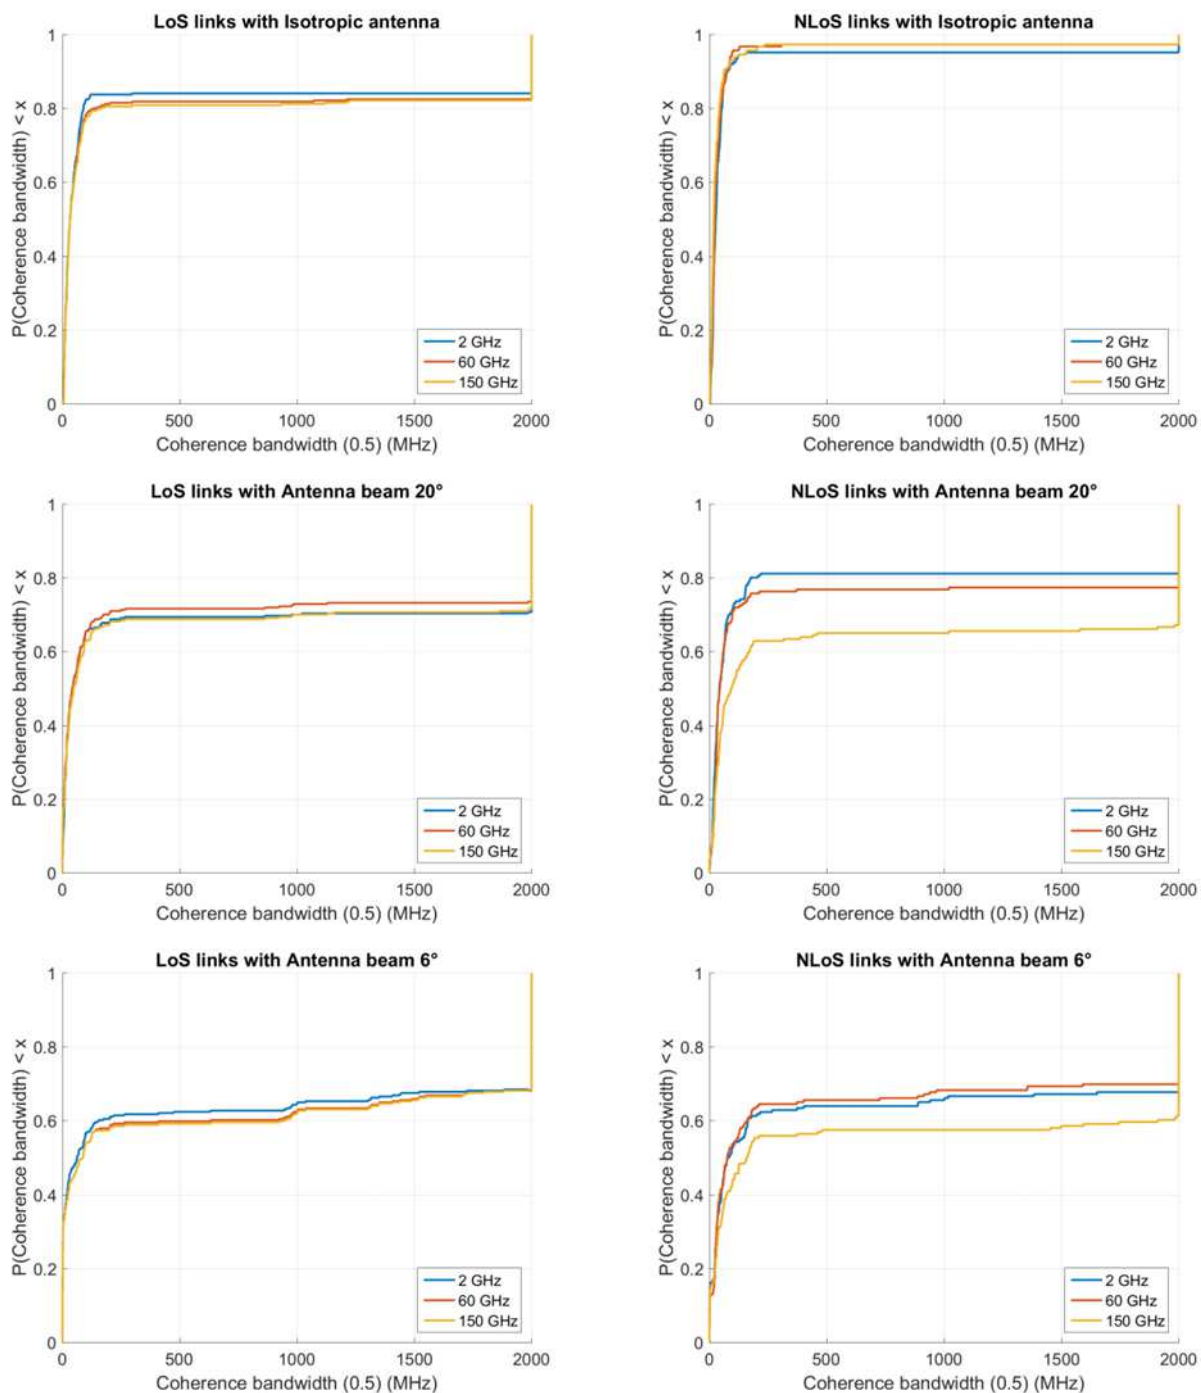 LoS links with Isotropic antenna
1
0.8
0.6
0.4
0.2
0
P(Coherence bandwidth) < x
2 GHz
60 GHz
150 GHz
0 500 1000 1500 2000
Coherence bandwidth (0.5) (MHz)
NLoS links with Isotropic antenna
1
0.8
0.6
0.4
0.2
0
P(Coherence bandwidth) < x
2 GHz
60 GHz
150 GHz
0 500 1000 1500 2000
Coherence bandwidth (0.5) (MHz)
LoS links with Antenna beam 20°
1
0.8
0.6
0.4
0.2
0
P(Coherence bandwidth) < x
2 GHz
60 GHz
150 GHz
0 500 1000 1500 2000
Coherence bandwidth (0.5) (MHz)
NLoS links with Antenna beam 20°
1
0.8
0.6
0.4
0.2
0
P(Coherence bandwidth) < x
2 GHz
60 GHz
150 GHz
0 500 1000 1500 2000
Coherence bandwidth (0.5) (MHz)
LoS links with Antenna beam 6°
1
0.8
0.6
0.4
0.2
0
P(Coherence bandwidth) < x
2 GHz
60 GHz
150 GHz
0 500 1000 1500 2000
Coherence bandwidth (0.5) (MHz)
NLoS links with Antenna beam 6°
1
0.8
0.6
0.4
0.2
0
P(Coherence bandwidth) < x
2 GHz
60 GHz
150 GHz
0 500 1000 1500 2000
Coherence bandwidth (0.5) (MHz)